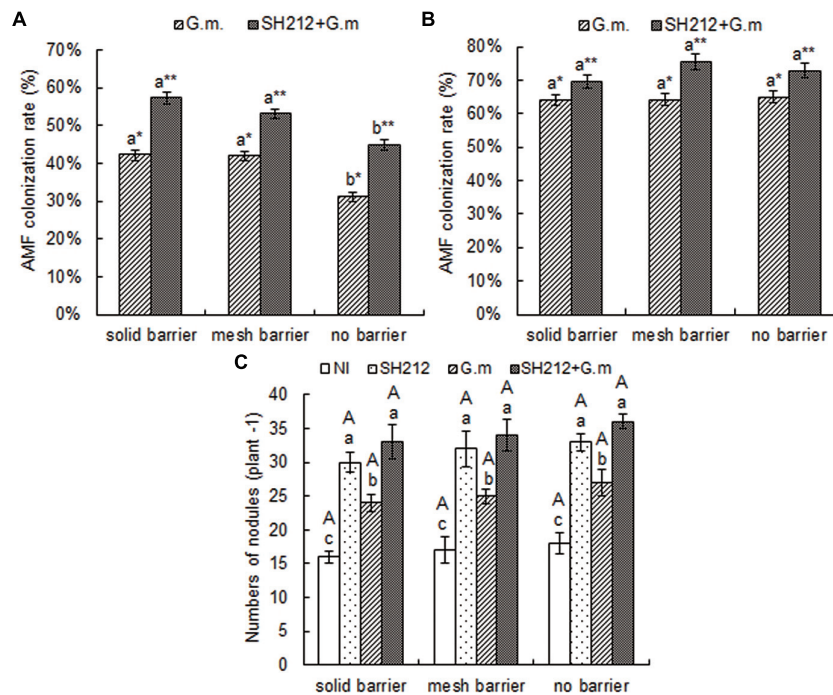 A
G.m. SH212+G.m
AMF colonization rate (%)
70%
60%
50%
40%
30%
20%
10%
0%
a* a** a* a** b* b**
solid barrier mesh barrier no barrier
B
G.m. SH212+G.m
AMF colonization rate (%)
80%
70%
60%
50%
40%
30%
20%
10%
0%
a* a** a* a** a* a**
solid barrier mesh barrier no barrier
C
NI SH212 G.m SH212+G.m
Numbers of nodules (plant -1)
40
35
30
25
20
15
10
5
0
A A A A A A A A A A A A
c a b a c a b a c a b a
solid barrier mesh barrier no barrier